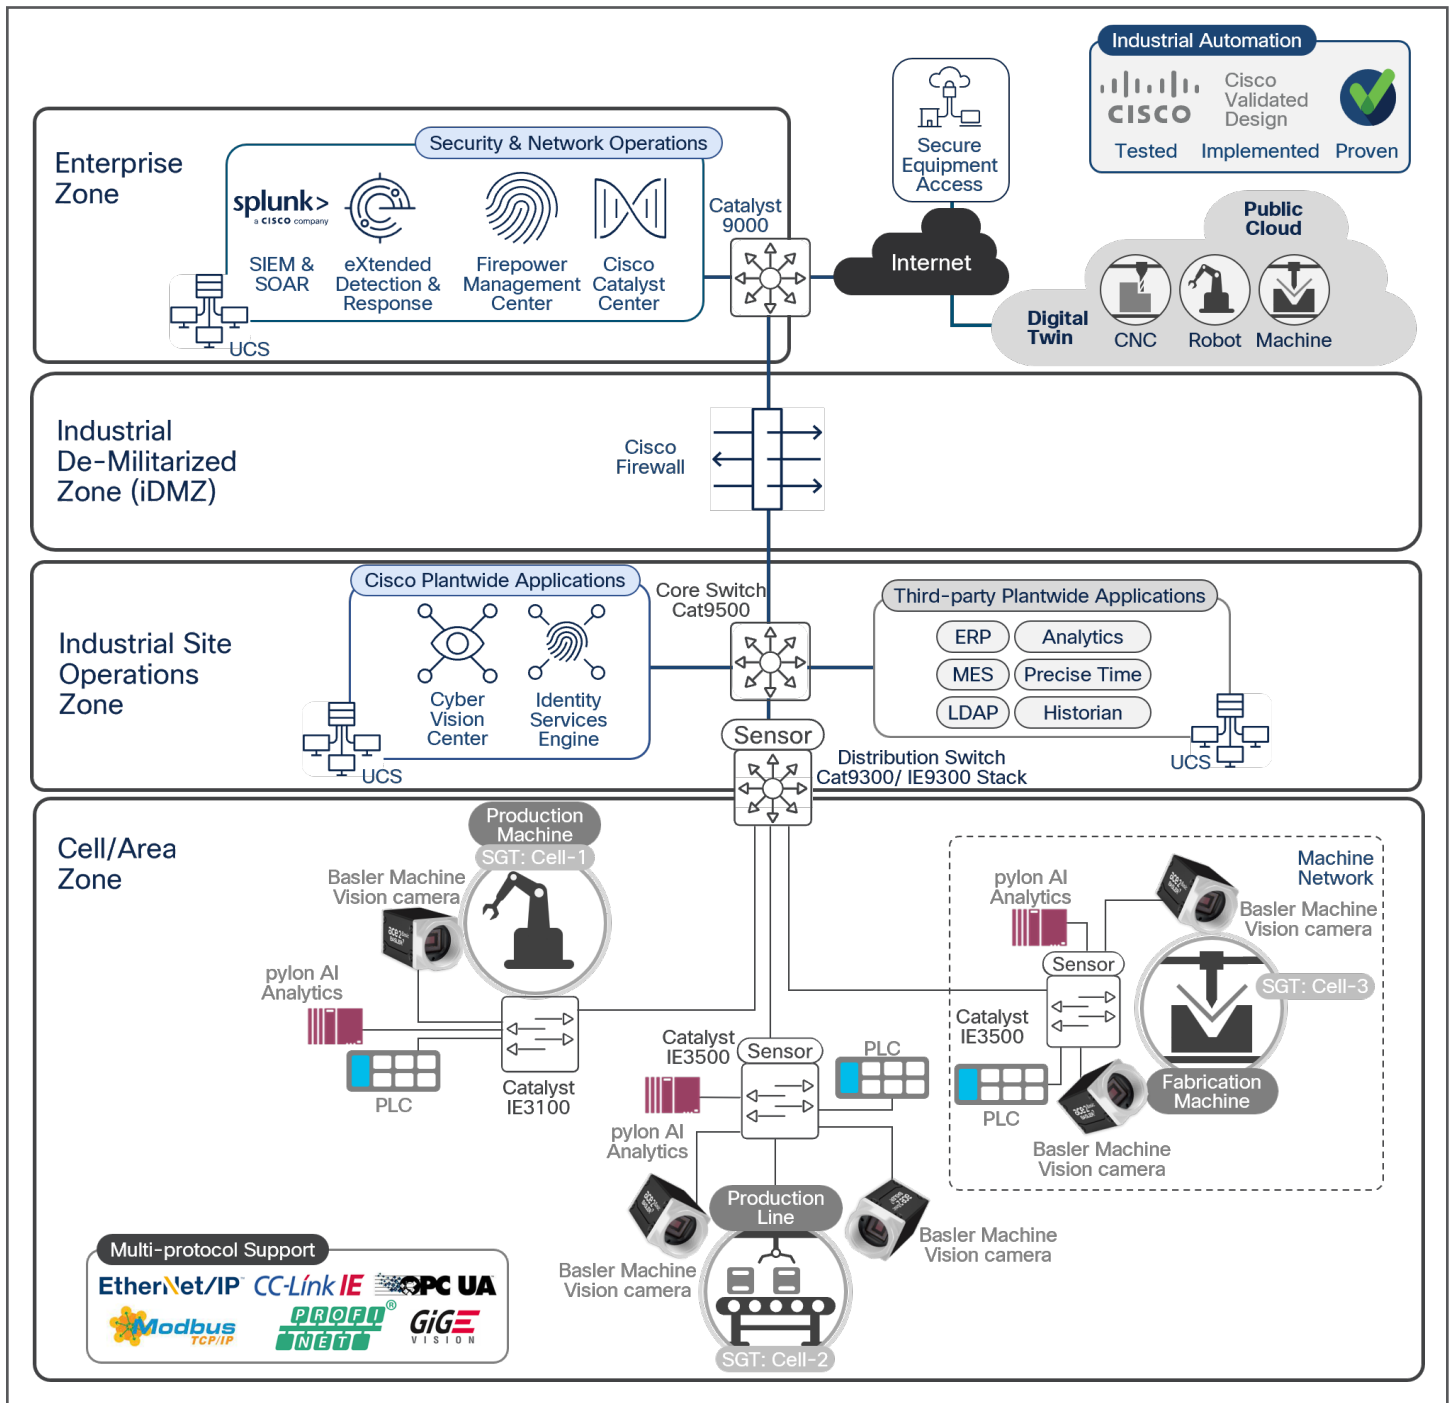 Industrial Automation
CISCO
Cisco
Validated
Design
Tested
Implemented
Proven
Secure
Equipment
Access
Enterprise
Zone
Security & Network Operations
splunk>
a CISCO company
SIEM &
SOAR
eXtended
Detection &
Response
Firepower
Management
Center
Cisco
Catalyst
Center
UCS
Catalyst
9000
Internet
Public
Cloud
Digital
Twin
CNC
Robot
Machine
Industrial
De-Militarized
Zone (iDMZ)
Cisco
Firewall
Industrial Site
Operations
Zone
Cisco Plantwide Applications
Cyber
Vision
Center
Identity
Services
Engine
UCS
Core Switch
Cat9500
Third-party Plantwide Applications
ERP
Analytics
MES
Precise Time
LDAP
Historian
UCS
Sensor
Distribution Switch
Cat9300/ IE9300 Stack
Cell/Area
Zone
Production
Machine
SGT: Cell-1
Basler Machine
Vision camera
pylon AI
Analytics
PLC
Catalyst
IE3100
Catalyst
IE3500
Sensor
PLC
pylon AI
Analytics
Basler Machine
Vision camera
Production
Line
SGT: Cell-2
Basler Machine
Vision camera
Machine
Network
pylon AI
Analytics
Basler Machine
Vision camera
Sensor
Catalyst
IE3500
SGT: Cell-3
PLC
Fabrication
Machine
Basler Machine
Vision camera
Multi-protocol Support
EtherNet/IP
CC-Link IE
OPC UA
Modbus
TCP/IP
PROFI
NET
®
GiGE
VISION